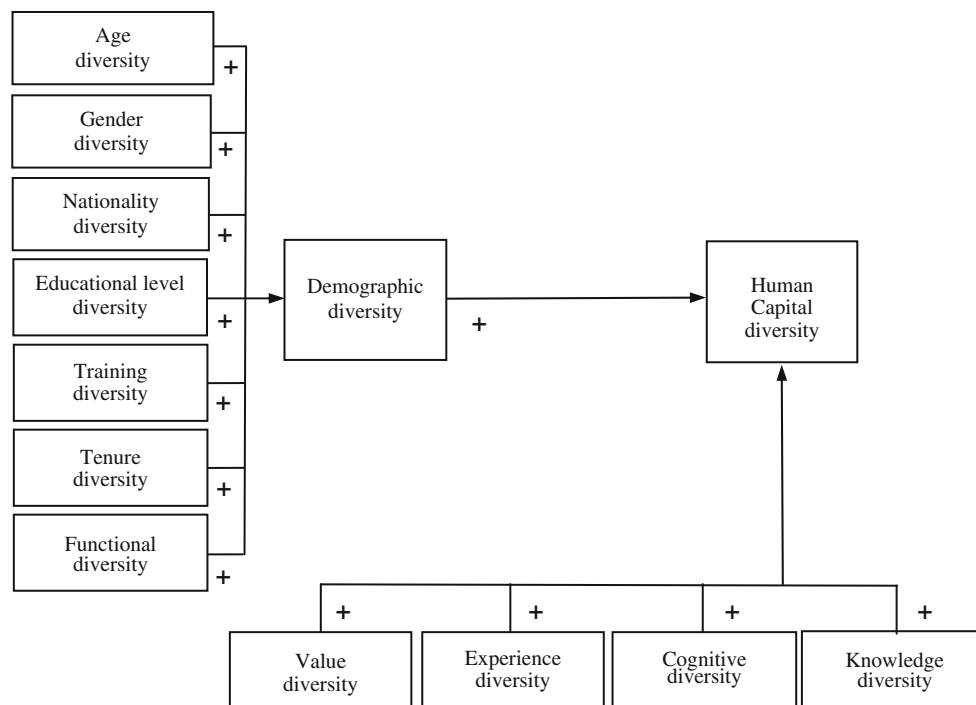 Age
diversity
+
Gender
diversity
+
Nationality
diversity
+
Educational level
diversity
+
Training
diversity
+
Tenure
diversity
+
Functional
diversity
+
Demographic
diversity
+
Human
Capital
diversity
+
Value
diversity
+
Experience
diversity
+
Cognitive
diversity
+
Knowledge
diversity